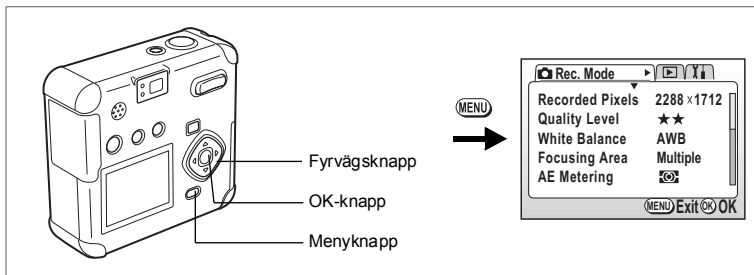 Fyrvägsknapp
OK-knapp
Menyknapp
MENU
Rec. Mode
Recorded Pixels 2288×1712
Quality Level ★★
White Balance AWB
Focusing Area Multiple
AE Metering
MENU Exit OK OK